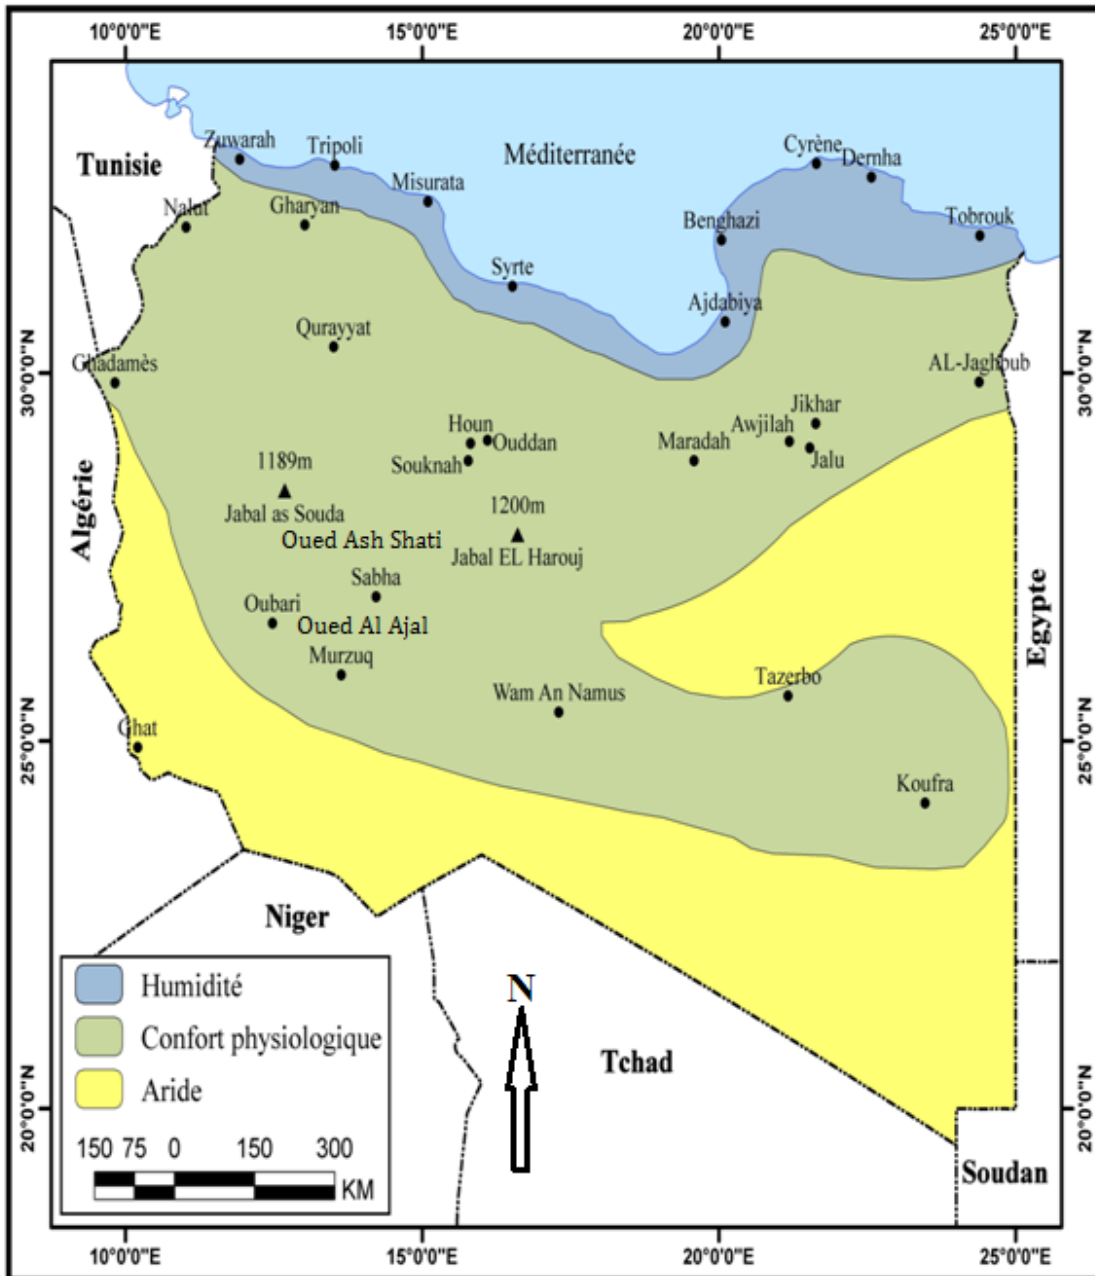 10°0'0"E 15°0'0"E 20°0'0"E 25°0'0"E
Zuwarah
Tripoli
Méditerranée
Cyrène
Dernha
Tunisie
Misurata
Nalut
Gharyan
Benghazi
Tobrouk
Syrte
Ajdabiya
Qurayyat
30°0'0"N
30°0'0"N
Ghadamès
AL-Jaghbub
Jikhar
Houn
Ouddan
Awjilah
Maradah
Souknah
Jalu
1189m
Jabal as Souda
1200m
Algérie
Oued Ash Shati
Jabal EL Harouj
Sabha
Oubari
Oued Al Ajal
Egypte
Murzuq
Tazerbo
Wam An Namus
Ghat
25°0'0"N
25°0'0"N
Koufra
Niger
Humidité
Confort physiologique
Aride
N
Tchad
20°0'0"N
20°0'0"N
150 75 0 150 300
KM
Soudan
10°0'0"E 15°0'0"E 20°0'0"E 25°0'0"E